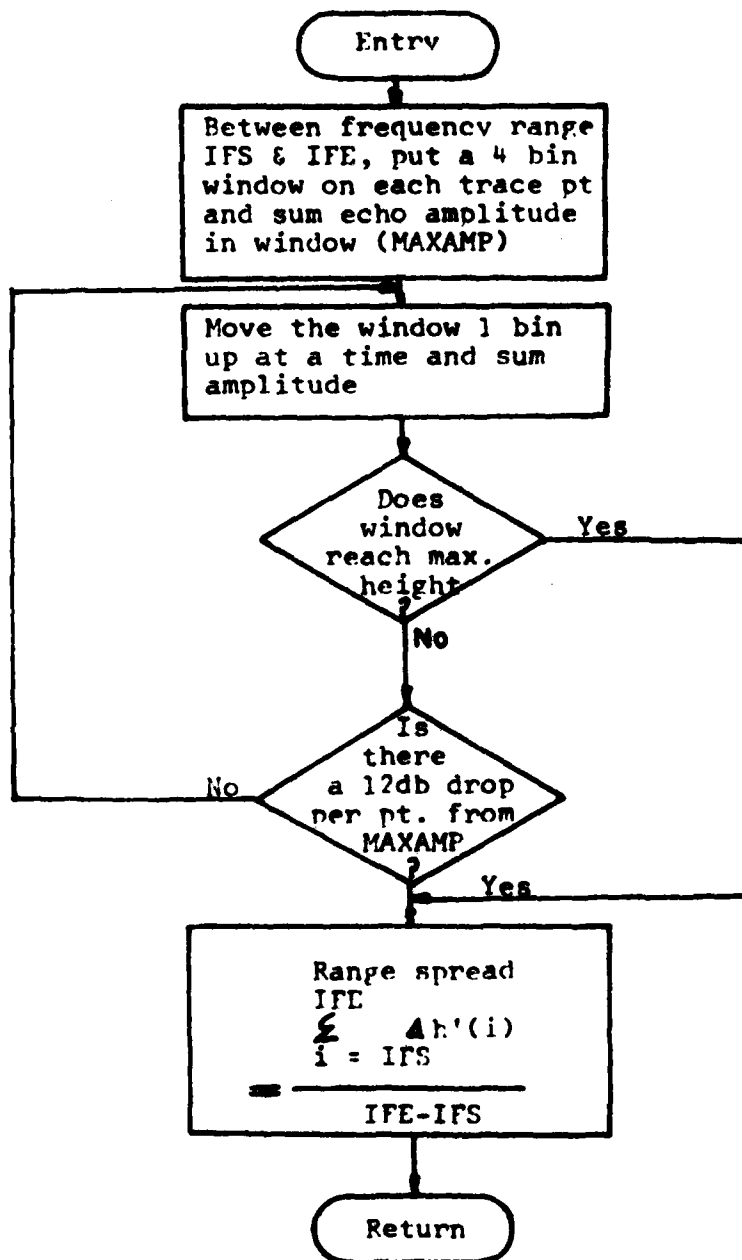 Entry
Between frequency range
IFS & IFE, put a 4 bin
window on each trace pt
and sum echo amplitude
in window (MAXAMP)
Move the window 1 bin
up at a time and sum
amplitude
Does
window
reach max.
height
?
Yes
No
Is
there
a 12db drop
per pt. from
MAXAMP
?
No
Yes
Range spread
IFE
Σ Δh'(i)
i = IFS
=
IFE-IFS
Return